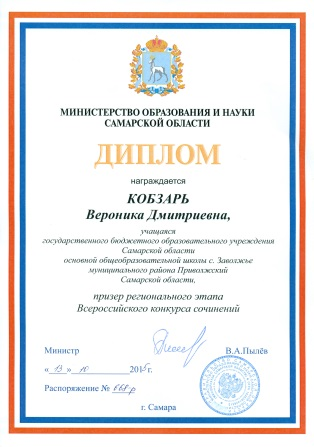 МИНИСТЕРСТВО ОБРАЗОВАНИЯ И НАУКИ
САМАРСКОЙ ОБЛАСТИ
ДИПЛОМ
награждается
КОБЗАРЬ
Вероника Дмитриевна,
учащаяся
государственного бюджетного образовательного учреждения
Самарской области
основной общеобразовательной школы с. Заволжье
муниципального района Приволжский
Самарской области,
призер регионального этапа
Всероссийского конкурса сочинений
Министр В.А.Пылёв
« 13 » 10 2015г.
Распоряжение № 668-р
г. Самара